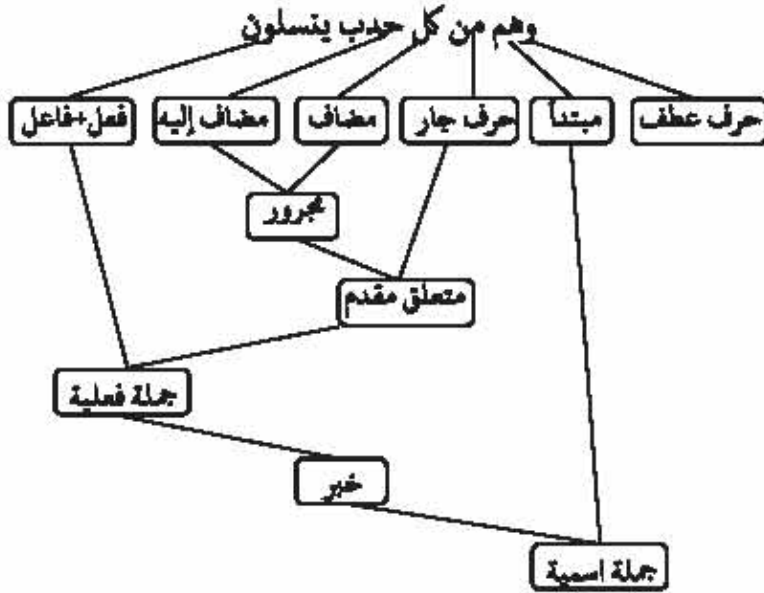 وهم من كل حدب ينسلون
حرف عطف
مبتدأ
حرف جار
مضاف
مضاف إليه
فعل+فاعل
مجرور
متعلق مقدم
جملة فعلية
خبر
جملة اسمية